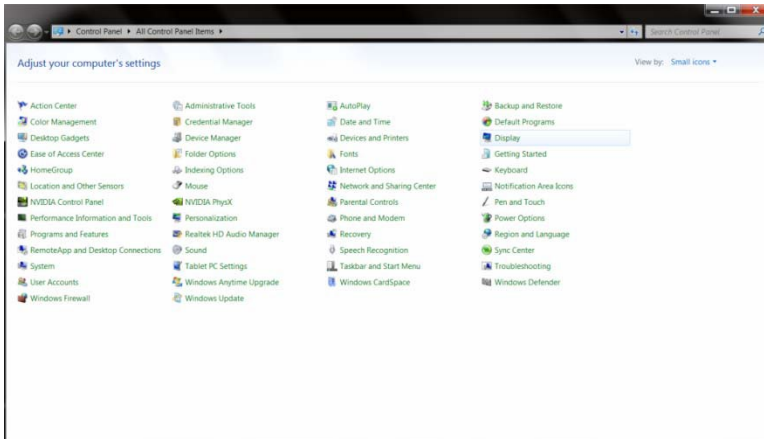 Control Panel ▸ All Control Panel Items ▸ Search Control Panel
Adjust your computer's settings View by: Small icons
Action Center Administrative Tools AutoPlay Backup and Restore
Color Management Credential Manager Date and Time Default Programs
Desktop Gadgets Device Manager Devices and Printers Display
Ease of Access Center Folder Options Fonts Getting Started
HomeGroup Indexing Options Internet Options Keyboard
Location and Other Sensors Mouse Network and Sharing Center Notification Area Icons
NVIDIA Control Panel NVIDIA PhysX Parental Controls Pen and Touch
Performance Information and Tools Personalization Phone and Modem Power Options
Programs and Features Realtek HD Audio Manager Recovery Region and Language
RemoteApp and Desktop Connections Sound Speech Recognition Sync Center
System Tablet PC Settings Taskbar and Start Menu Troubleshooting
User Accounts Windows Anytime Upgrade Windows CardSpace Windows Defender
Windows Firewall Windows Update